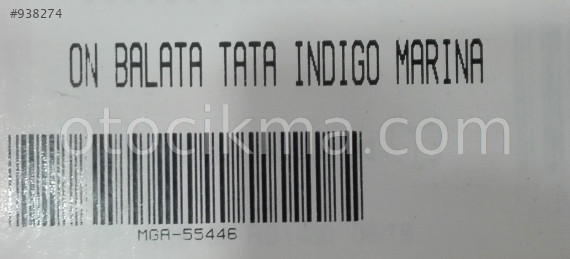 #938274
ON BALATA TATA INDIGO MARINA
otocikma.com
MGA-55446